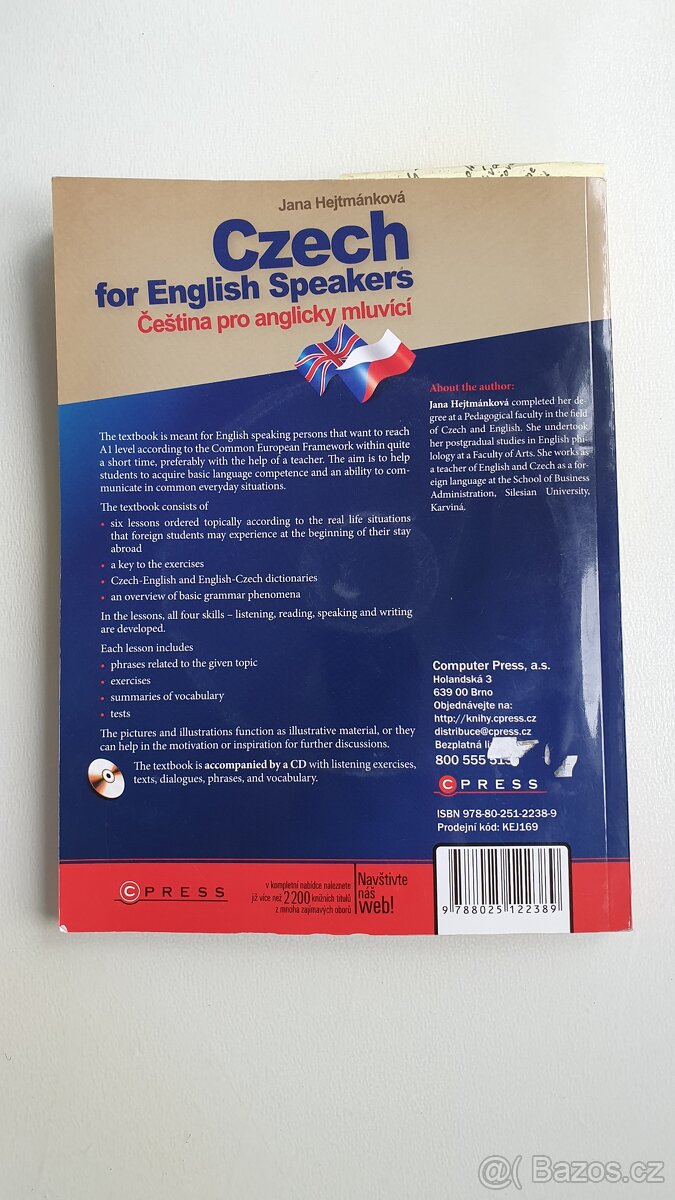 Jana Hejtmánková
Czech
for English Speakers
Čeština pro anglicky mluvící
The textbook is meant for English speaking persons that want to reach
A1 level according to the Common European Framework within quite
a short time, preferably with the help of a teacher. The aim is to help
students to acquire basic language competence and an ability to com-
municate in common everyday situations.
The textbook consists of
• six lessons ordered topically according to the real life situations
that foreign students may experience at the beginning of their stay
abroad
• a key to the exercises
• Czech-English and English-Czech dictionaries
• an overview of basic grammar phenomena
In the lessons, all four skills – listening, reading, speaking and writing
are developed.
Each lesson includes
• phrases related to the given topic
• exercises
• summaries of vocabulary
• tests
The pictures and illustrations function as illustrative material, or they
can help in the motivation or inspiration for further discussions.
The textbook is accompanied by a CD with listening exercises,
texts, dialogues, phrases, and vocabulary.
About the author:
Jana Hejtmánková completed her de-
gree at a Pedagogical faculty in the field
of Czech and English. She undertook
her postgradual studies in English phi-
lology at a Faculty of Arts. She works as
a teacher of English and Czech as a fo-
reign language at the School of Business
Administration, Silesian University,
Karviná.
Computer Press, a.s.
Holandská 3
639 00 Brno
Objednávejte na:
http://knihy.cpress.cz
distribuce@cpress.cz
Bezplatná
800 555 513
CPRESS
ISBN 978-80-251-2238-9
Prodejní kód: KEJ169
9 788025 122389
CPRESS
v kompletní nabídce naleznete
již více než 2200 knižních titulů
z mnoha zajímavých oborů
Navštivte
náš
web!
@ Bazos.cz